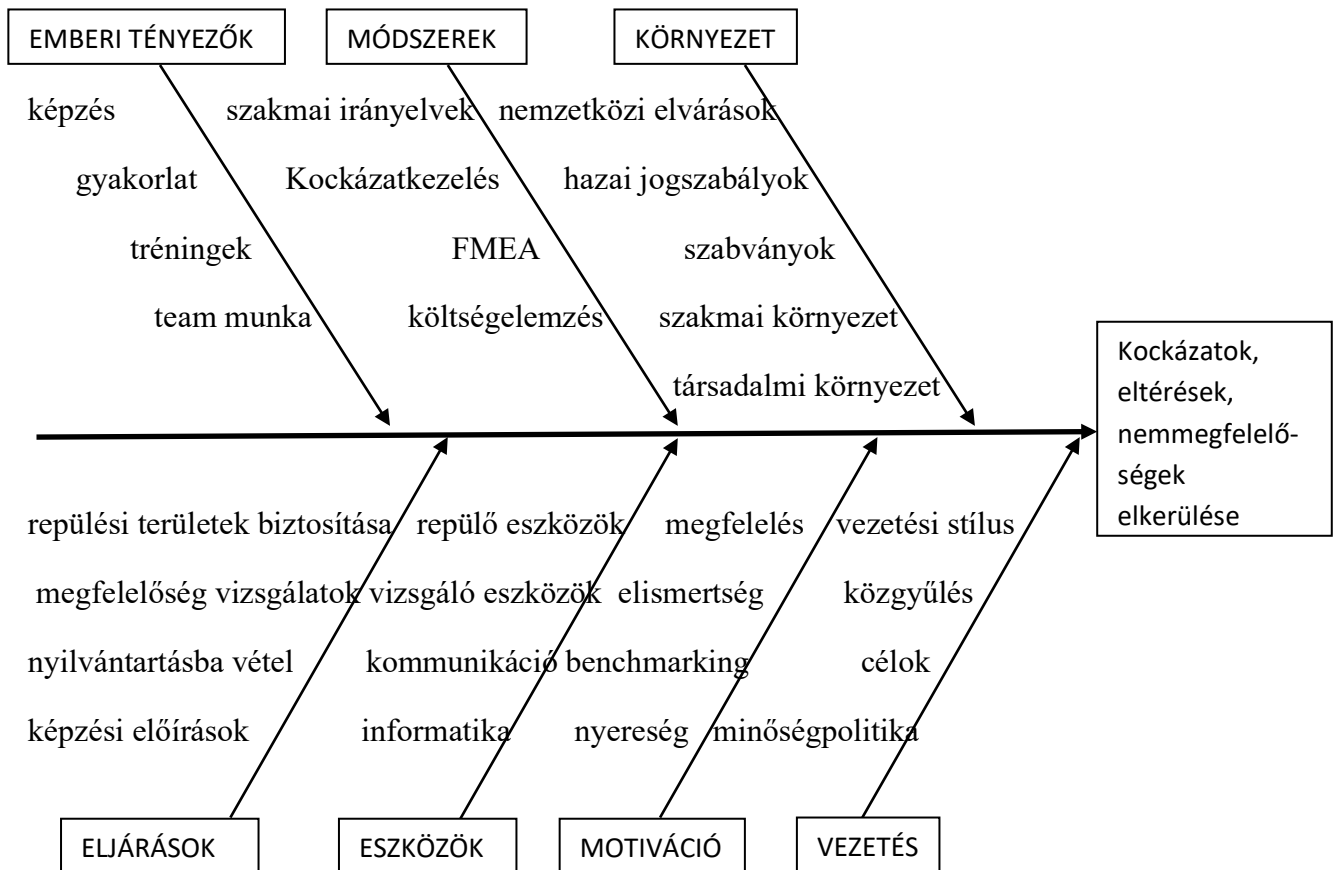 EMBERI TÉNYEZŐK
MÓDSZEREK
KÖRNYEZET
képzés
szakmai irányelvek
nemzetközi elvárások
gyakorlat
Kockázatkezelés
hazai jogszabályok
tréningek
FMEA
szabványok
team munka
költségelemzés
szakmai környezet
társadalmi környezet
Kockázatok,
eltérések,
nemmegfelelő-
ségek
elkerülése
repülési területek biztosítása
repülő eszközök
megfelelés
vezetési stílus
megfelelőség vizsgálatok
vizsgáló eszközök
elismertség
közgyűlés
nyilvántartásba vétel
kommunikáció
benchmarking
célok
képzési előírások
informatika
nyereség
minőségpolitika
ELJÁRÁSOK
ESZKÖZÖK
MOTIVÁCIÓ
VEZETÉS